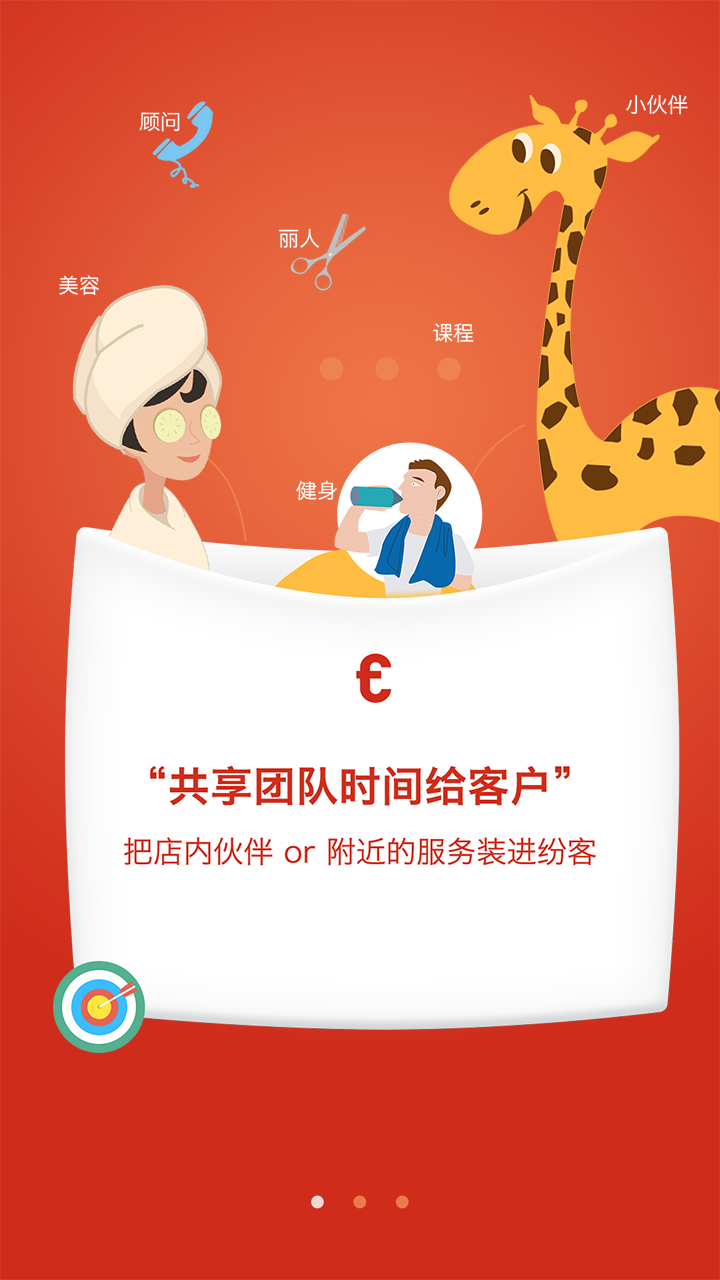 小伙伴
顾问
丽人
美容
课程
健身
€
“共享团队时间给客户”
把店内伙伴 or 附近的服务装进纷客